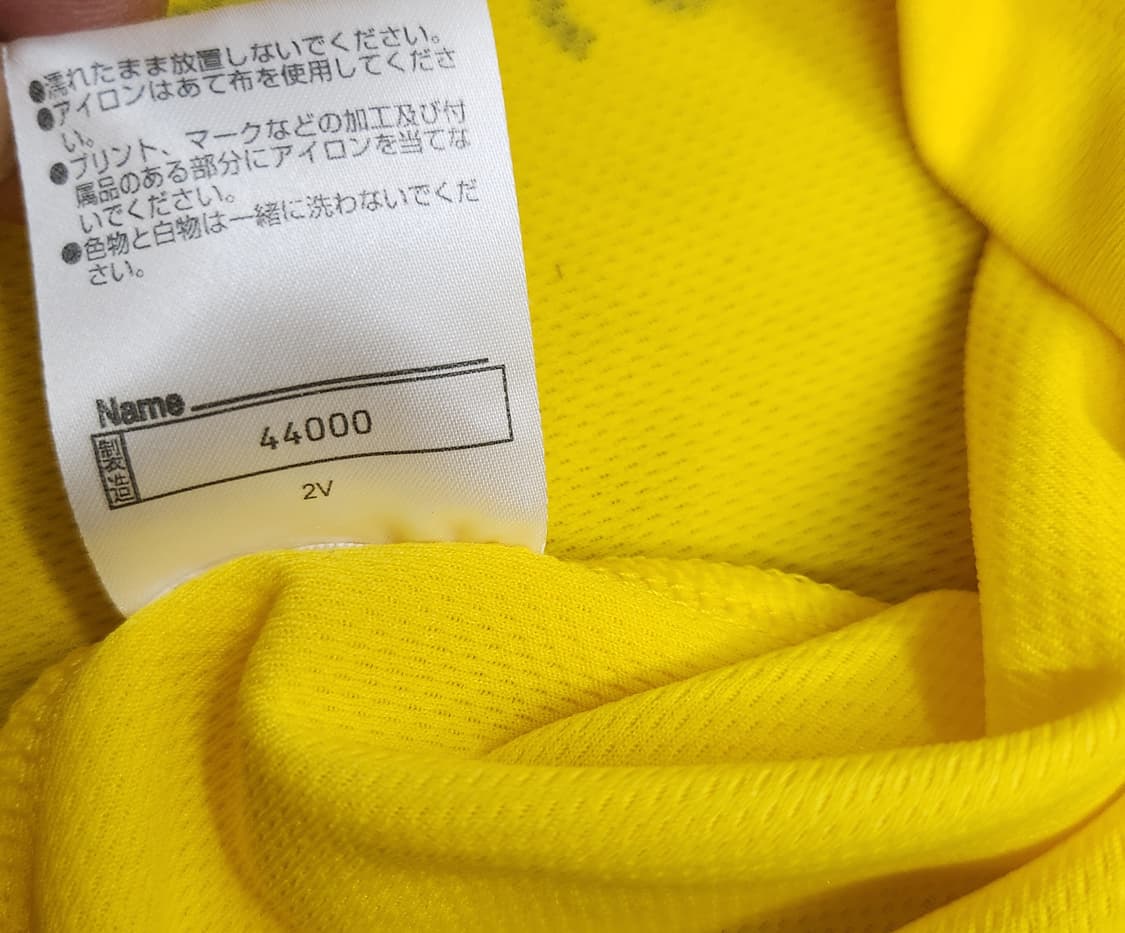 ●濡れたまま放置しないでください。
●アイロンはあて布を使用してくださ
い。
●プリント、マークなどの加工及び付
属品のある部分にアイロンを当てな
いでください。
●色物と白物は一緒に洗わないでくだ
さい。
Name
製造
44000
2V